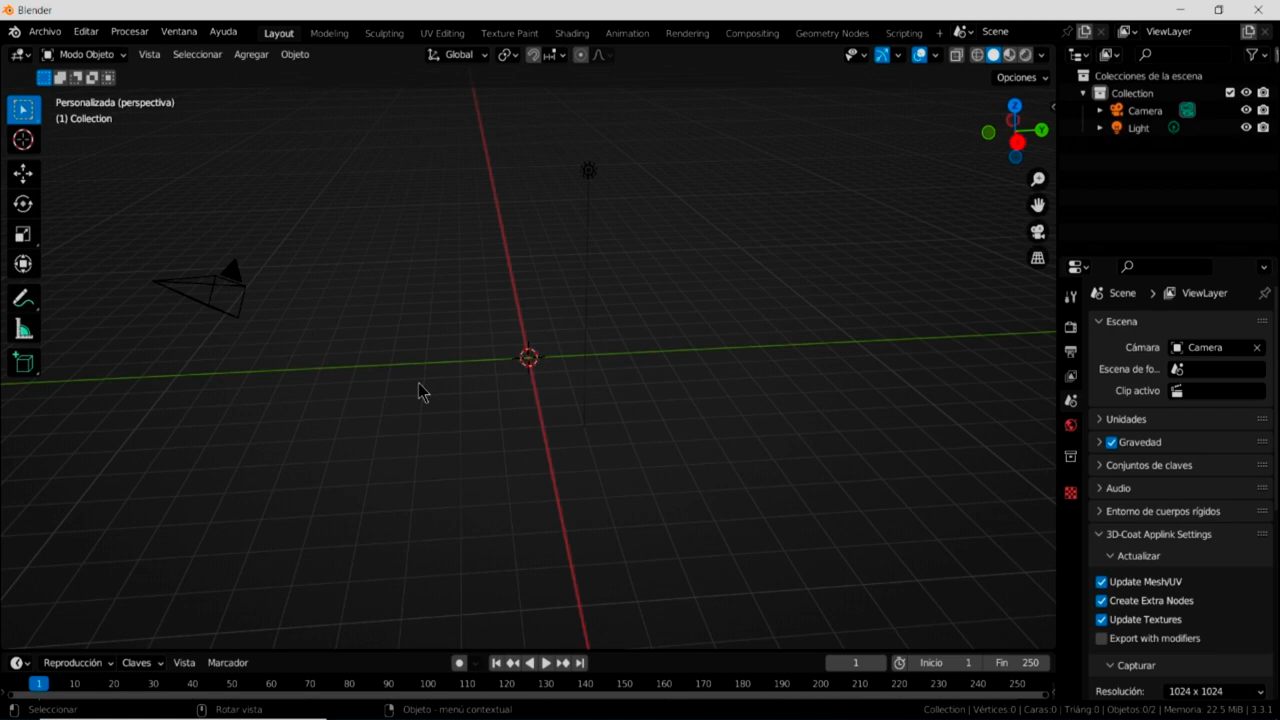 Blender
Archivo Editar Procesar Ventana Ayuda Layout Modeling Sculpting UV Editing Texture Paint Shading Animation Rendering Compositing Geometry Nodes Scripting + Scene ViewLayer
Modo Objeto Vista Seleccionar Agregar Objeto Global
Opciones
Colecciones de la escena
Collection
Camera
Light
Personalizada (perspectiva)
(1) Collection
Z
Y
Scene > ViewLayer
Escena
Cámara Camera
Escena de fo...
Clip activo
Unidades
Gravedad
Conjuntos de claves
Audio
Entorno de cuerpos rígidos
3D-Coat Applink Settings
Actualizar
Update Mesh/UV
Create Extra Nodes
Update Textures
Export with modifiers
Capturar
Resolución: 1024 x 1024
Reproducción Claves Vista Marcador 1 Inicio 1 Fin 250
1 10 20 30 40 50 60 70 80 90 100 110 120 130 140 150 160 170 180 190 200 210 220 230 240 250
Seleccionar Rotar vista Objeto - menú contextual Collection | Vértices:0 | Caras:0 | Triáng:0 | Objetos:0/2 | Memoria: 22.5 MiB | 3.3.1